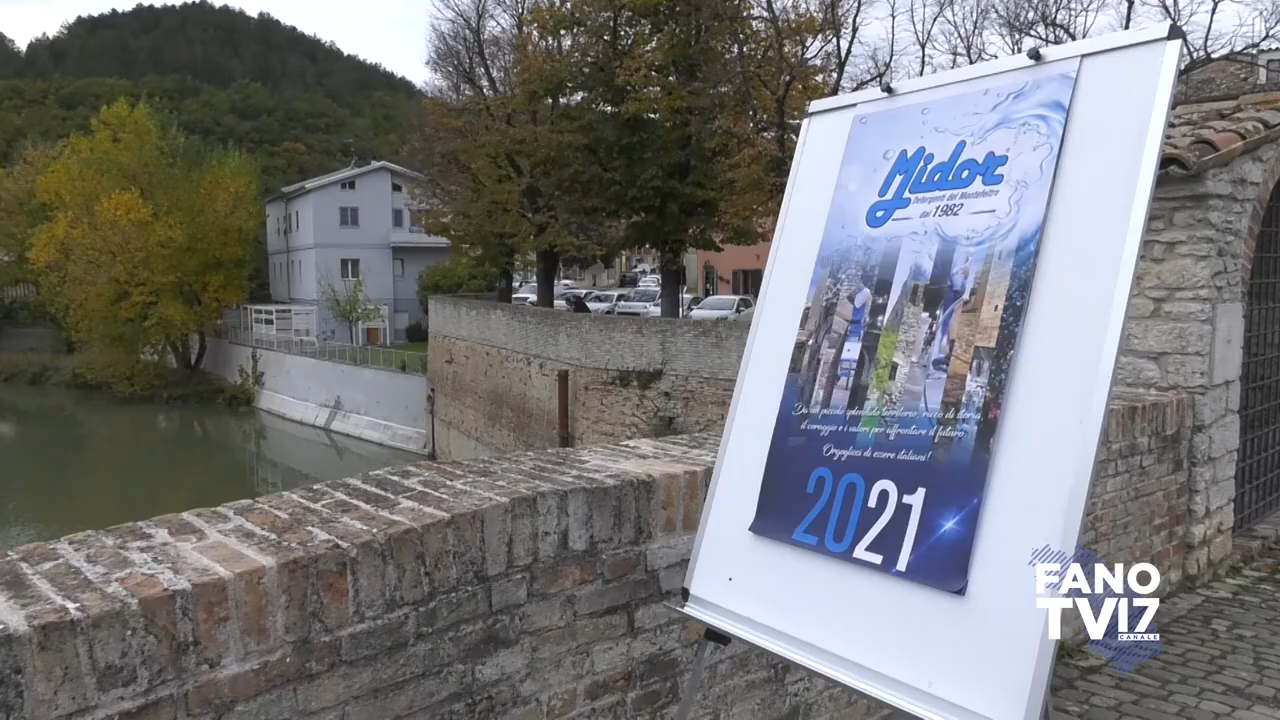 Midor
Detergenti del Montefeltro
dal 1982
Da un piccolo splendido territorio, ricco di storia,
il coraggio e i valori per affrontare il futuro.
Orgogliosi di essere italiani!
2021
FANO
TV17
CANALE